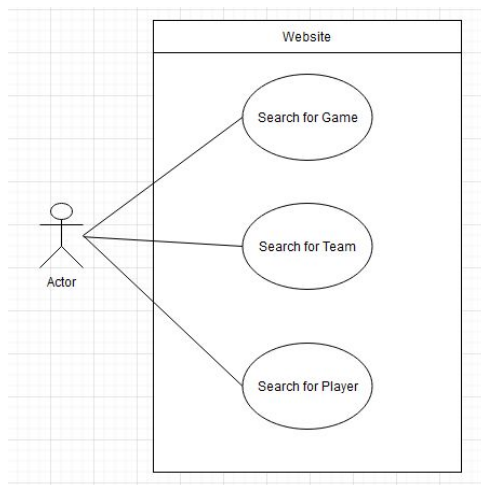 Website
Search for Game
Search for Team
Actor
Search for Player